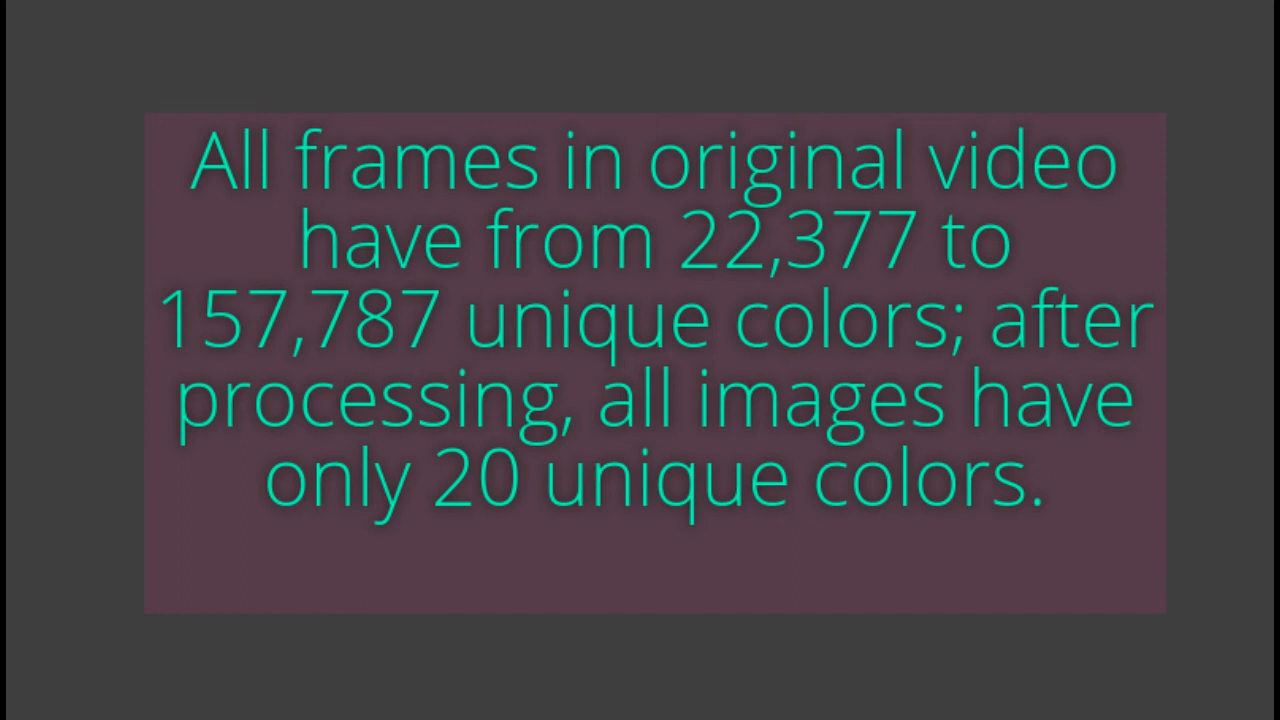 All frames in original video
have from 22,377 to
157,787 unique colors; after
processing, all images have
only 20 unique colors.